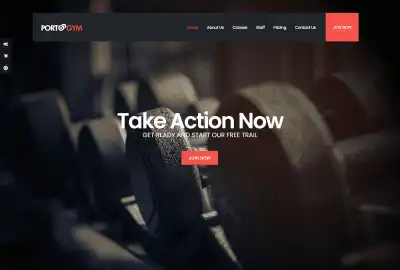 PORTO GYM
Home About Classes Staff Pricing Contact Us JOIN NOW
Take Action Now
GET READY AND START OUR FREE TRAIL
JOIN NOW